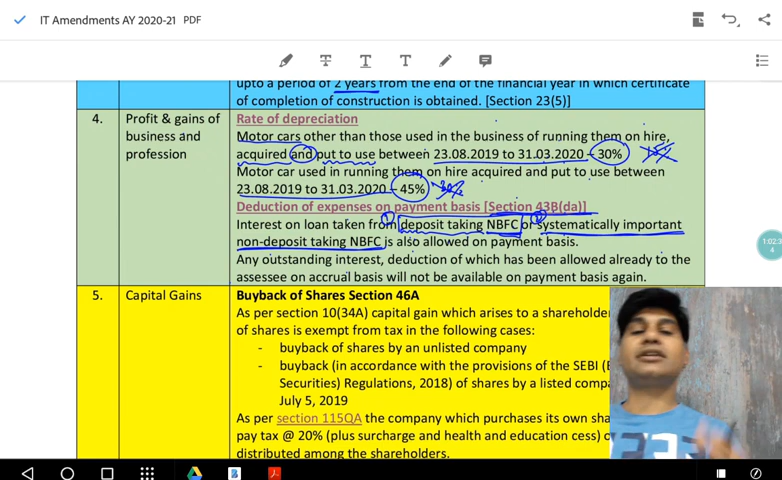 IT Amendments AY 2020-21 PDF
upto a period of 2 years from the end of the financial year in which certificate
of completion of construction is obtained. [Section 23(5)]
4. Profit & gains of business and profession
Rate of depreciation
Motor cars other than those used in the business of running them on hire,
acquired and put to use between 23.08.2019 to 31.03.2020 – 30%
Motor car used in running them on hire acquired and put to use between
23.08.2019 to 31.03.2020 – 45%
Deduction of expenses on payment basis [Section 43B(da)]
Interest on loan taken from deposit taking NBFC or systematically important
non-deposit taking NBFC is also allowed on payment basis.
Any outstanding interest, deduction of which has been allowed already to the
assessee on accrual basis will not be available on payment basis again.
5. Capital Gains
Buyback of Shares Section 46A
As per section 10(34A) capital gain which arises to a shareholder
of shares is exempt from tax in the following cases:
- buyback of shares by an unlisted company
- buyback (in accordance with the provisions of the SEBI (B
Securities) Regulations, 2018) of shares by a listed comp
July 5, 2019
As per section 115QA the company which purchases its own sha
pay tax @ 20% (plus surcharge and health and education cess) o
distributed among the shareholders.
1:02:3
4